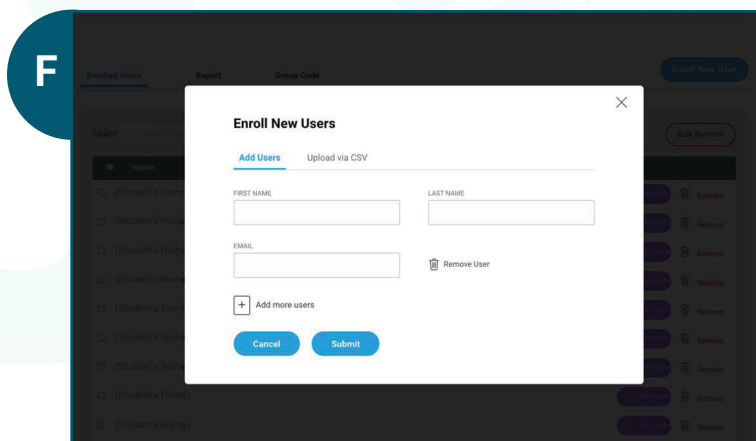 F
Enrolled Users Report Group Code Enroll New User
Enroll New Users
Add Users Upload via CSV
FIRST NAME LAST NAME
EMAIL
Remove User
+ Add more users
Cancel Submit
Search Bulk Remove
Name
(Student's Name Remove
(Student's Name Remove
(Student's Name Remove
(Student's Name Remove
(Student's Name Remove
(Student's Name Remove
(Student's Name Remove
(Student's Name) Remove
(Student's Name) Remove